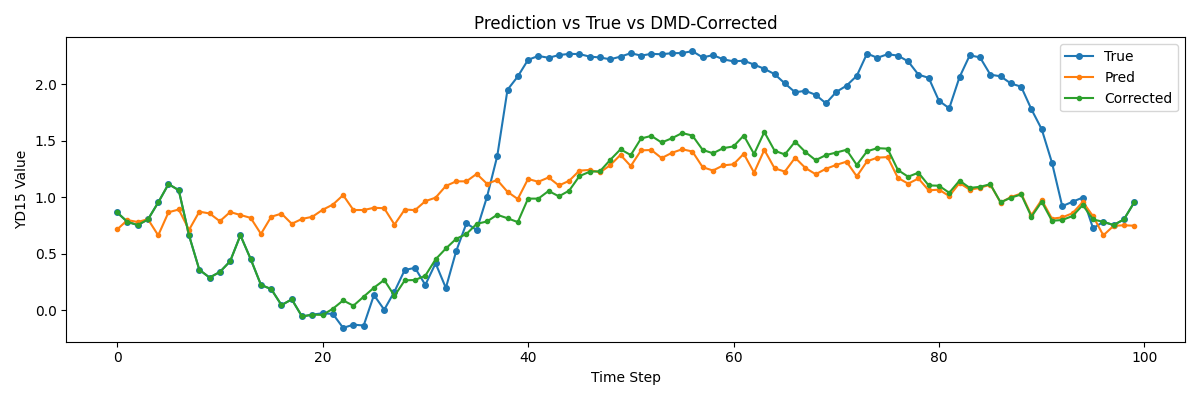 Prediction vs True vs DMD-Corrected
True
Pred
Corrected
YD15 Value
2.0
1.5
1.0
0.5
0.0
0 20 40 60 80 100
Time Step